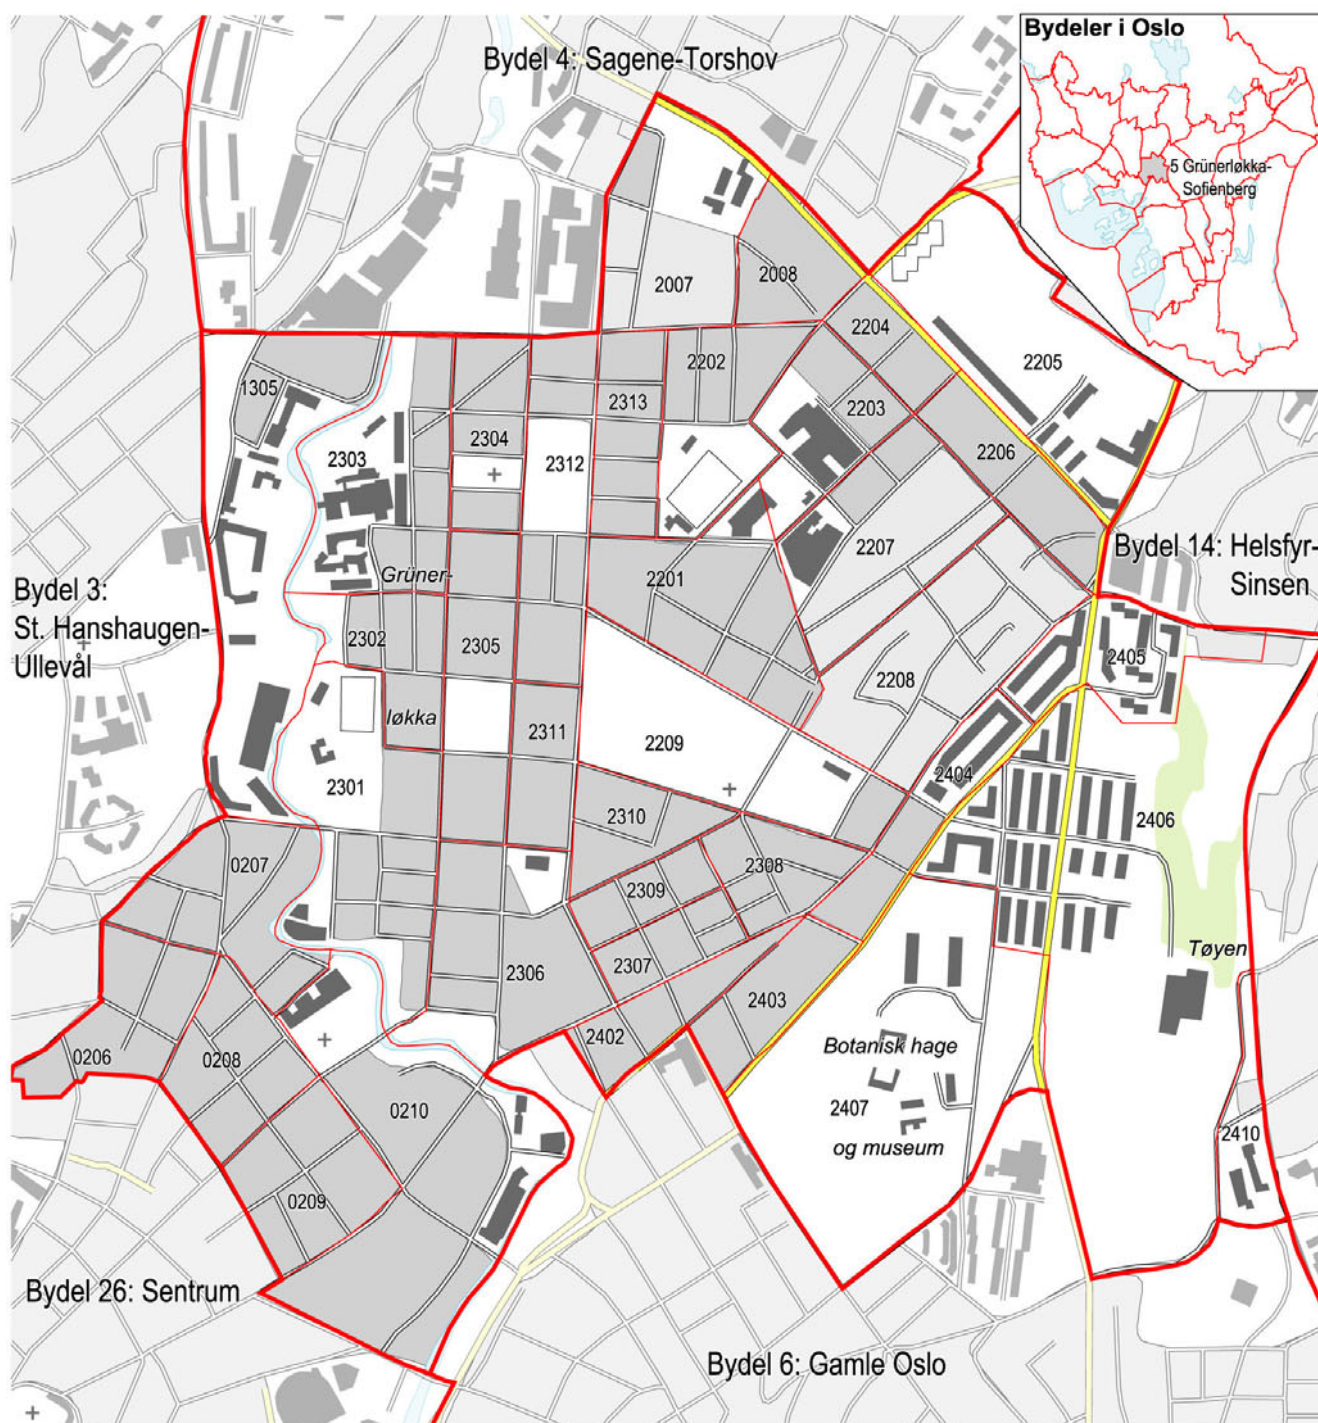 Bydel 4: Sagene-Torshov
Bydeler i Oslo
5 Grünerløkka-
Sofienberg
2007
2008
2204
2205
2202
1305
2313
2203
2304
2303
2312
2206
2207
Bydel 14: Helsfyr-
Sinsen
Grüner-
2201
Bydel 3:
St. Hanshaugen-
Ullevål
2302
2305
2405
2208
løkka
2311
2209
2404
2301
2310
2406
0207
2309
2308
Tøyen
2306
2307
2403
2402
0206
0208
Botanisk hage
0210
2407
2410
og museum
0209
Bydel 26: Sentrum
Bydel 6: Gamle Oslo